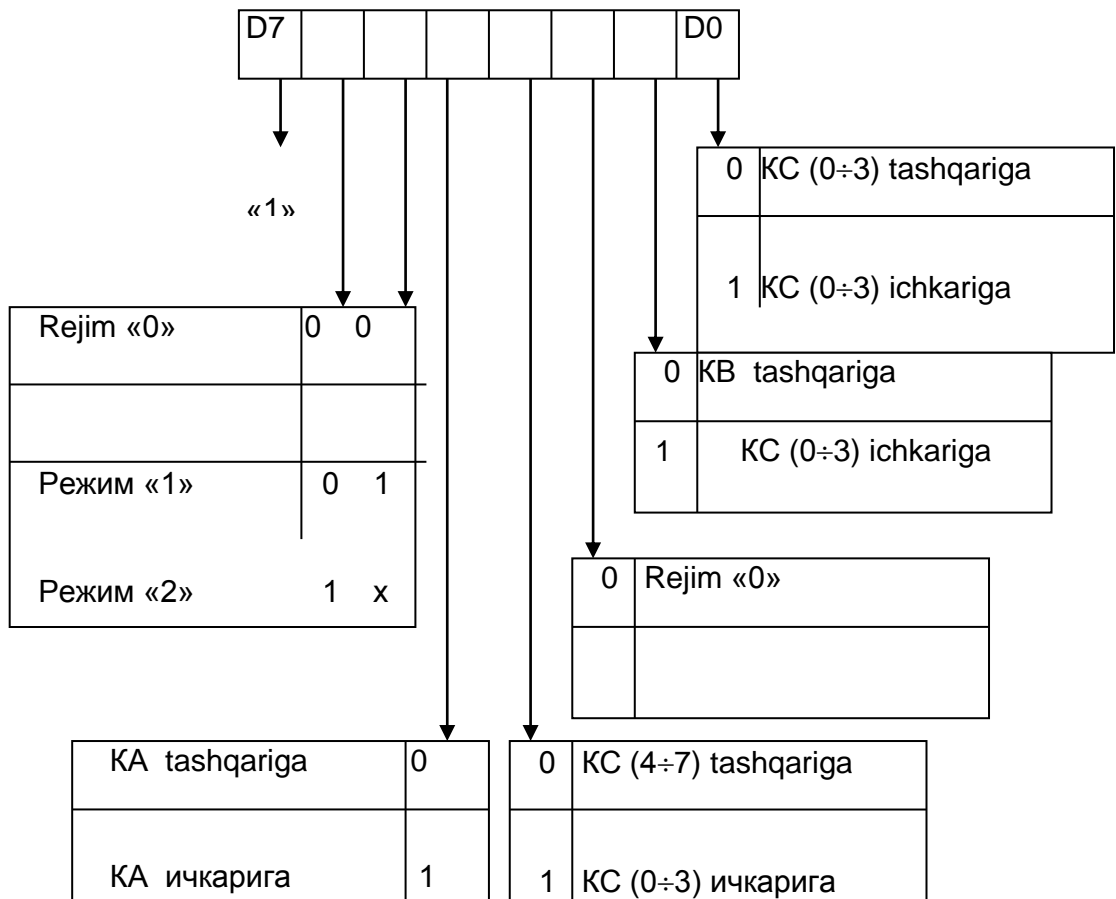 D7 D0
«1»
0 КС (0÷3) tashqariga
1 КС (0÷3) ichkariga
Rejim «0» 0 0
Режим «1» 0 1
Режим «2» 1 x
0 КВ tashqariga
1 КС (0÷3) ichkariga
0 Rejim «0»
КА tashqariga 0
КА ичкарига 1
0 КС (4÷7) tashqariga
1 КС (0÷3) ичкарига